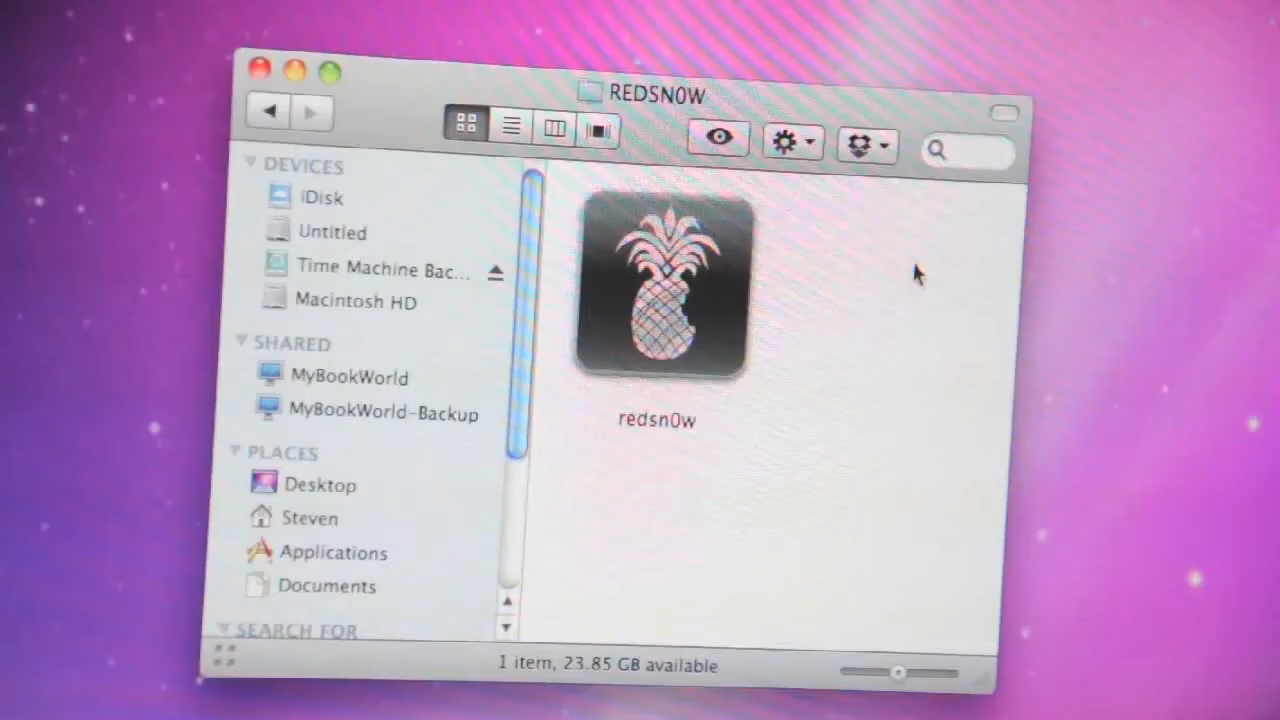 REDSN0W
DEVICES
iDisk
Untitled
Time Machine Bac...
Macintosh HD
SHARED
MyBookWorld
MyBookWorld-Backup
PLACES
Desktop
Steven
Applications
Documents
SEARCH FOR
redsn0w
1 item, 23.85 GB available